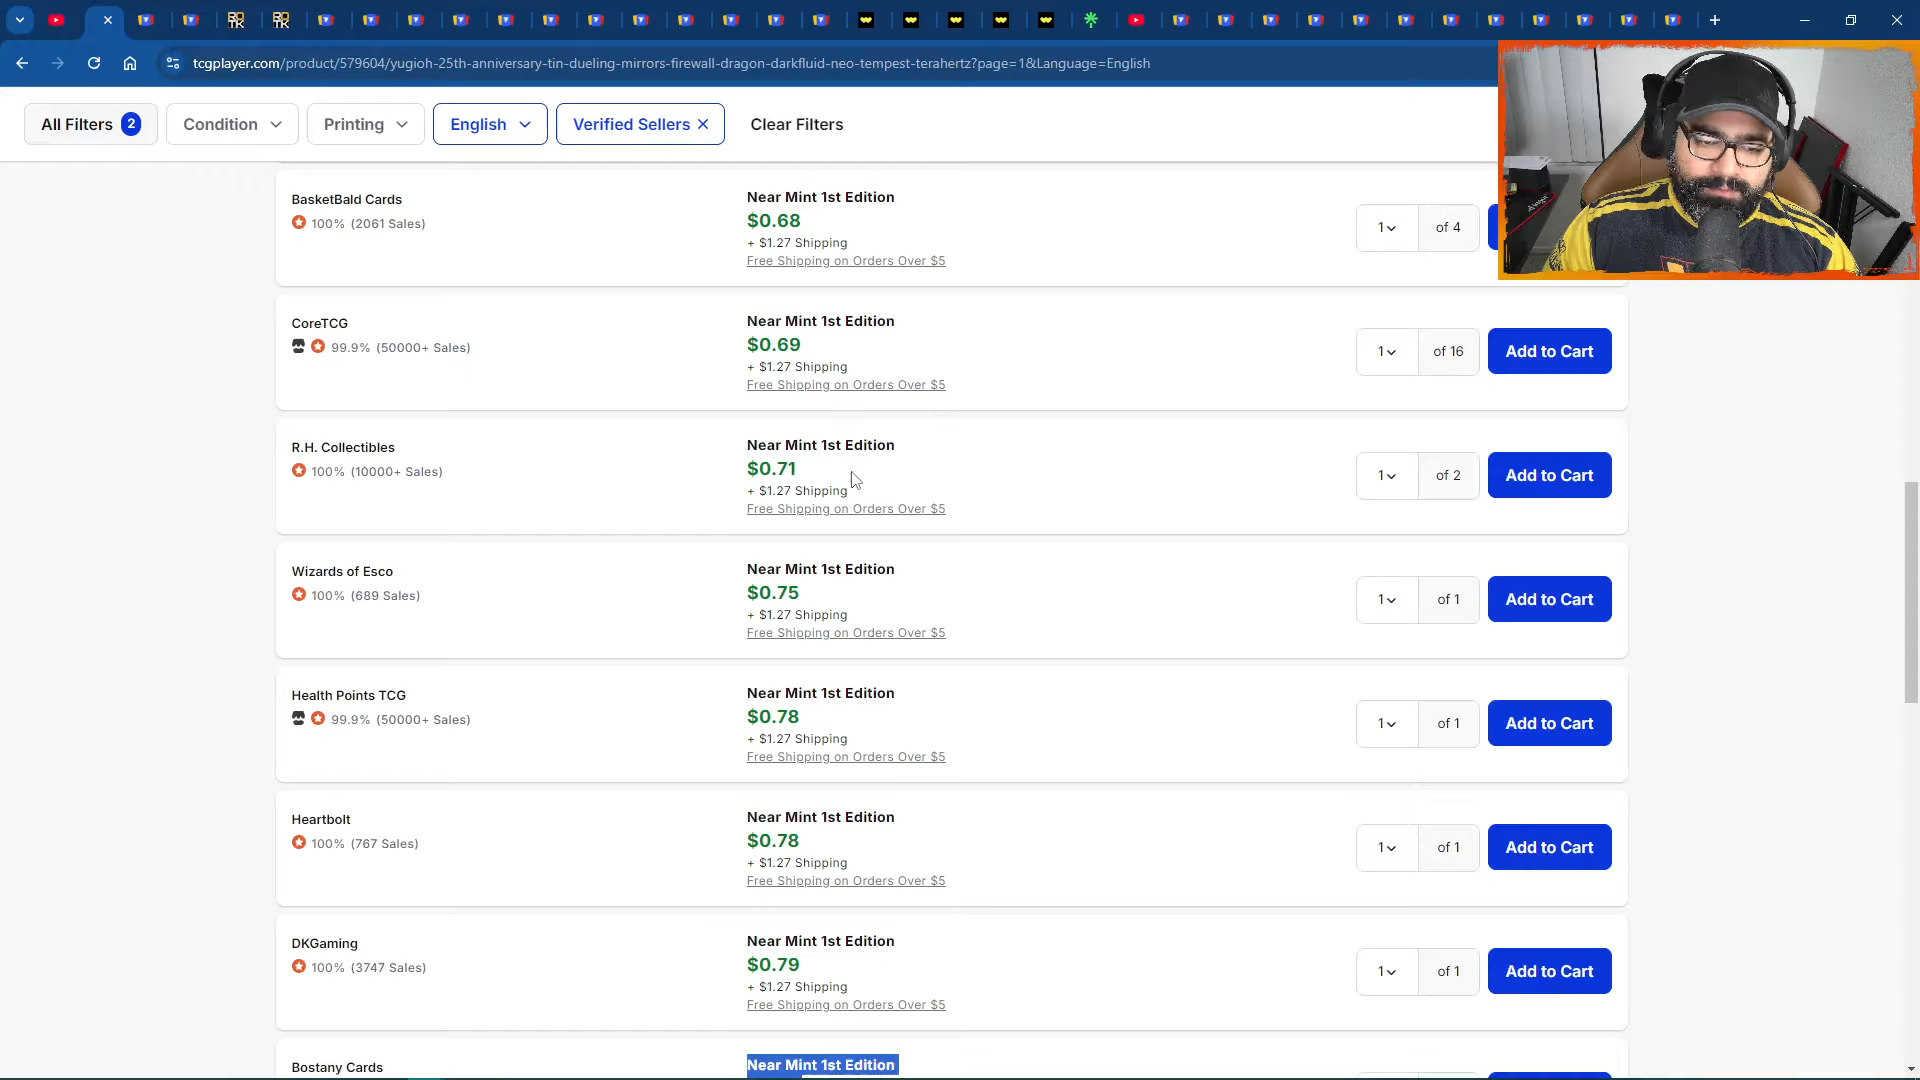 tcgplayer.com/product/579604/yugioh-25th-anniversary-tin-dueling-mirrors-firewall-dragon-darkfluid-neo-tempest-terahertz?page=1&Language=English
All Filters 2 Condition Printing English Verified Sellers Clear Filters
BasketBald Cards
100% (2061 Sales)
Near Mint 1st Edition
$0.68
+ $1.27 Shipping
Free Shipping on Orders Over $5
1 of 4
CoreTCG
99.9% (50000+ Sales)
Near Mint 1st Edition
$0.69
+ $1.27 Shipping
Free Shipping on Orders Over $5
1 of 16 Add to Cart
R.H. Collectibles
100% (10000+ Sales)
Near Mint 1st Edition
$0.71
+ $1.27 Shipping
Free Shipping on Orders Over $5
1 of 2 Add to Cart
Wizards of Esco
100% (689 Sales)
Near Mint 1st Edition
$0.75
+ $1.27 Shipping
Free Shipping on Orders Over $5
1 of 1 Add to Cart
Health Points TCG
99.9% (50000+ Sales)
Near Mint 1st Edition
$0.78
+ $1.27 Shipping
Free Shipping on Orders Over $5
1 of 1 Add to Cart
Heartbolt
100% (767 Sales)
Near Mint 1st Edition
$0.78
+ $1.27 Shipping
Free Shipping on Orders Over $5
1 of 1 Add to Cart
DKGaming
100% (3747 Sales)
Near Mint 1st Edition
$0.79
+ $1.27 Shipping
Free Shipping on Orders Over $5
1 of 1 Add to Cart
Bostany Cards
Near Mint 1st Edition